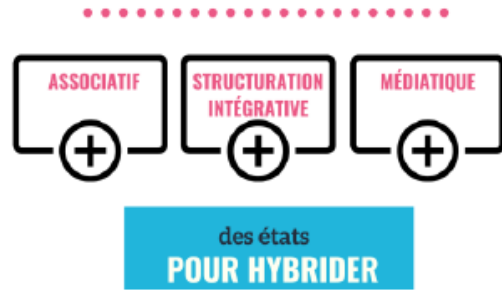 ASSOCIATIF
STRUCTURATION
INTÉGRATIVE
MÉDIATIQUE
des états
POUR HYBRIDER